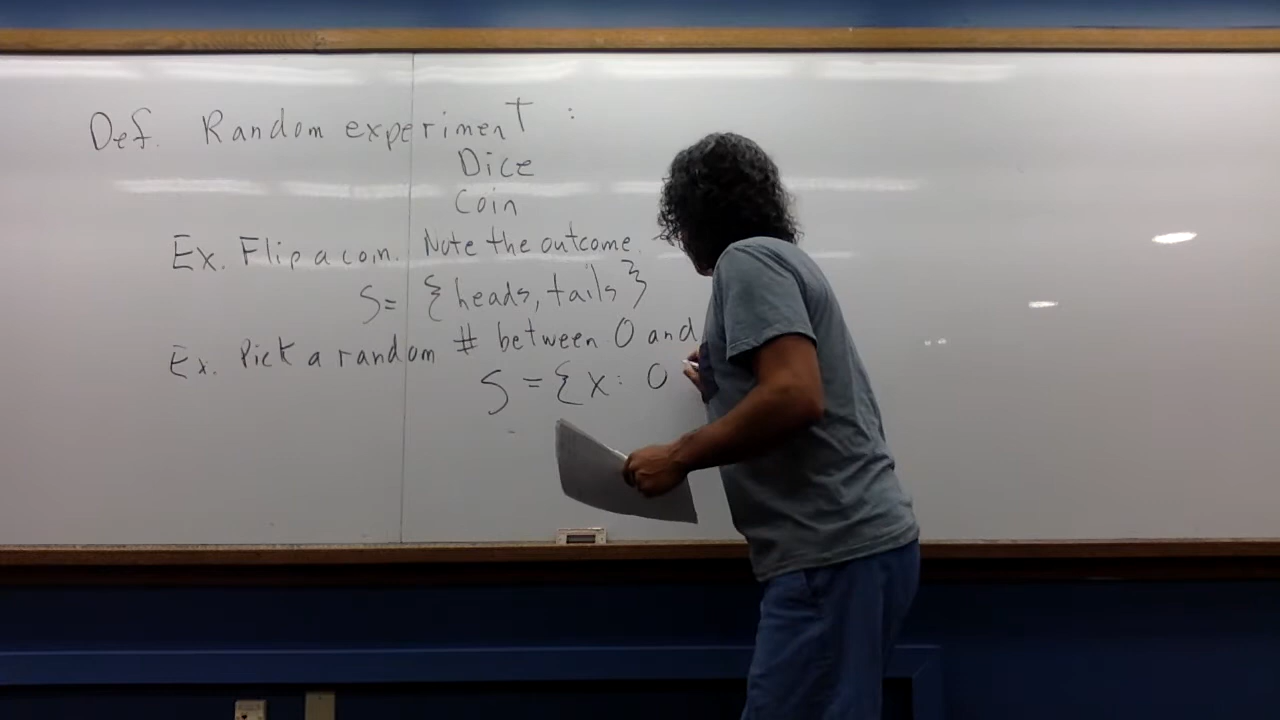 Def. Random experiment :
Dice
Coin
Ex. Flip a coin. Note the outcome.
S= {heads, tails}
Ex. Pick a random # between 0 and
S = {x: 0